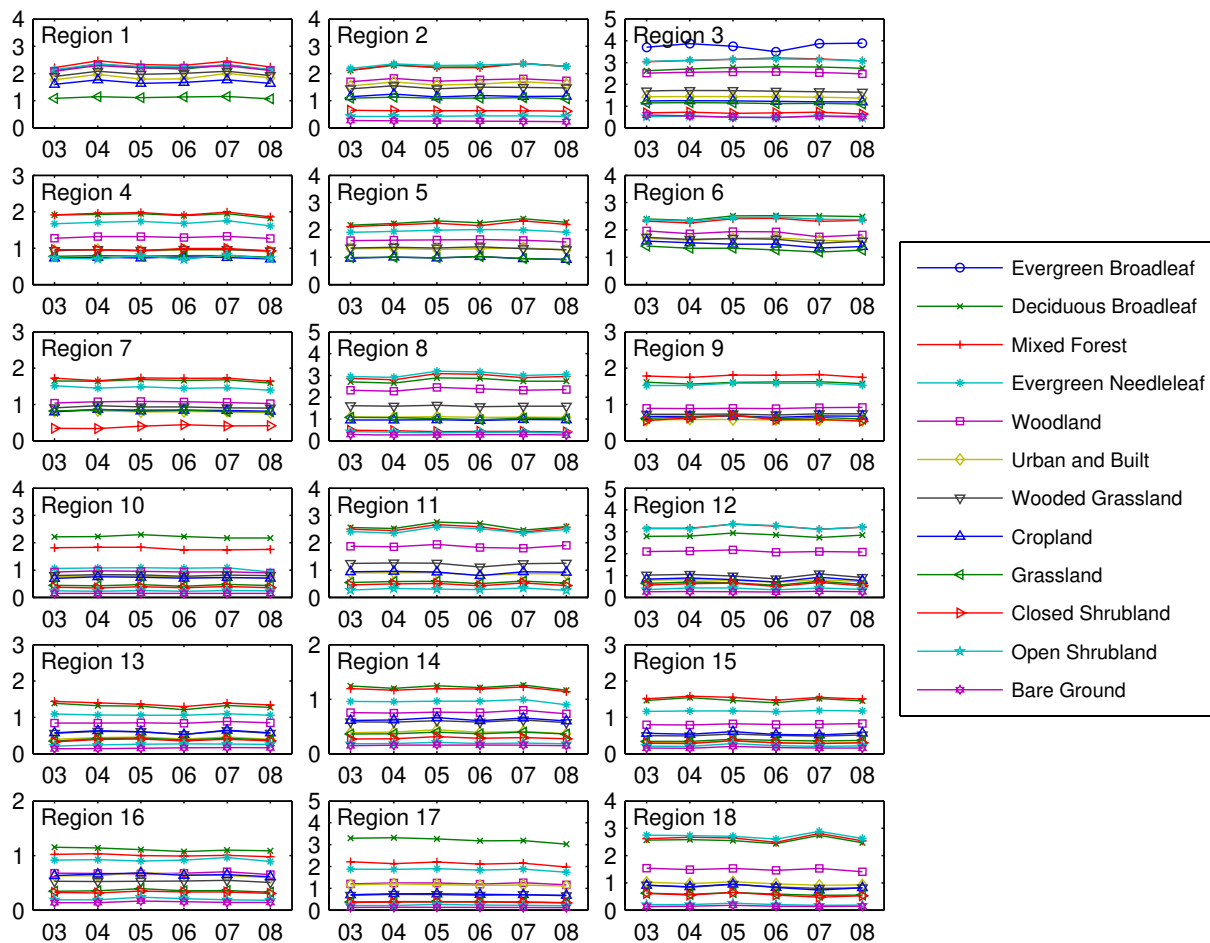 Region 1
4
3
2
1
0
03 04 05 06 07 08
Region 2
4
3
2
1
0
03 04 05 06 07 08
Region 3
5
4
3
2
1
0
03 04 05 06 07 08
Region 4
3
2
1
0
03 04 05 06 07 08
Region 5
4
3
2
1
0
03 04 05 06 07 08
Region 6
4
3
2
1
0
03 04 05 06 07 08
Region 7
3
2
1
0
03 04 05 06 07 08
Region 8
5
4
3
2
1
0
03 04 05 06 07 08
Region 9
3
2
1
0
03 04 05 06 07 08
Region 10
4
3
2
1
0
03 04 05 06 07 08
Region 11
4
3
2
1
0
03 04 05 06 07 08
Region 12
5
4
3
2
1
0
03 04 05 06 07 08
Region 13
3
2
1
0
03 04 05 06 07 08
Region 14
2
1
0
03 04 05 06 07 08
Region 15
3
2
1
0
03 04 05 06 07 08
Region 16
2
1
0
03 04 05 06 07 08
Region 17
5
4
3
2
1
0
03 04 05 06 07 08
Region 18
4
3
2
1
0
03 04 05 06 07 08
Evergreen Broadleaf
Deciduous Broadleaf
Mixed Forest
Evergreen Needleleaf
Woodland
Urban and Built
Wooded Grassland
Cropland
Grassland
Closed Shrubland
Open Shrubland
Bare Ground